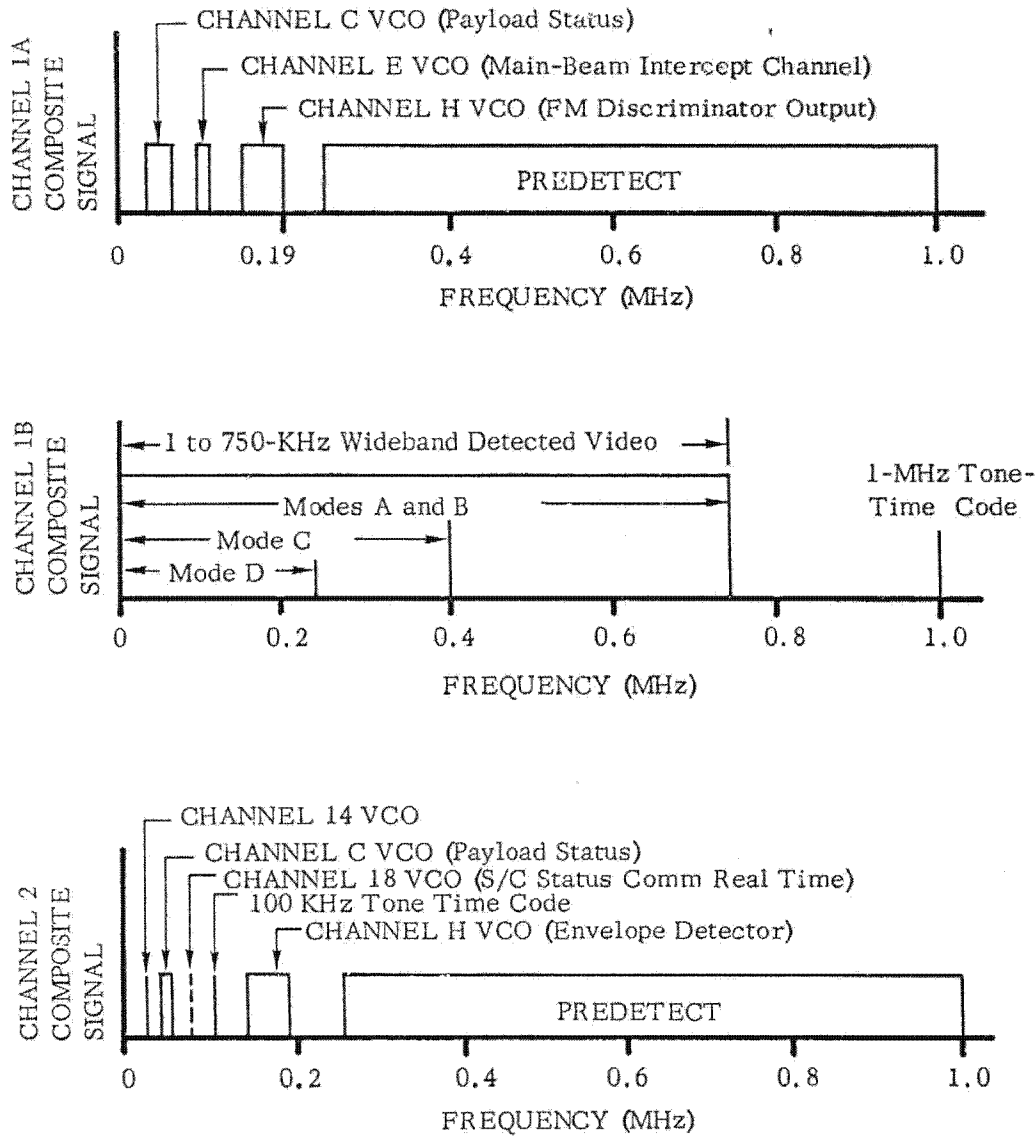 CHANNEL C VCO (Payload Status)
CHANNEL E VCO (Main-Beam Intercept Channel)
CHANNEL H VCO (FM Discriminator Output)
CHANNEL 1A
COMPOSITE
SIGNAL
PREDETECT
0 0.19 0.4 0.6 0.8 1.0
FREQUENCY (MHz)
CHANNEL 1B
COMPOSITE
SIGNAL
1 to 750-KHz Wideband Detected Video
1-MHz Tone-
Time Code
Modes A and B
Mode C
Mode D
0 0.2 0.4 0.6 0.8 1.0
FREQUENCY (MHz)
CHANNEL 14 VCO
CHANNEL C VCO (Payload Status)
CHANNEL 18 VCO (S/C Status Comm Real Time)
100 KHz Tone Time Code
CHANNEL H VCO (Envelope Detector)
CHANNEL 2
COMPOSITE
SIGNAL
PREDETECT
0 0.2 0.4 0.6 0.8 1.0
FREQUENCY (MHz)